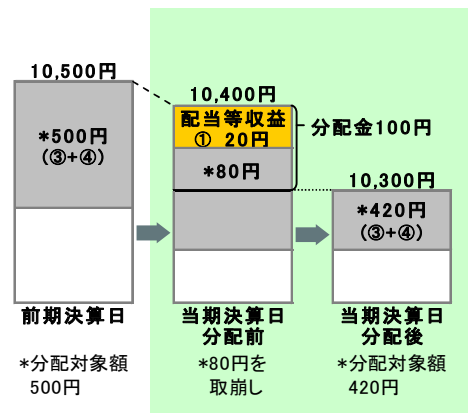 10,500円
*500円
(③+④)
前期決算日
*分配対象額
500円
10,400円
配当等収益
① 20円
*80円
分配金100円
当期決算日
分配前
*80円を
取崩し
10,300円
*420円
(③+④)
当期決算日
分配後
*分配対象額
420円